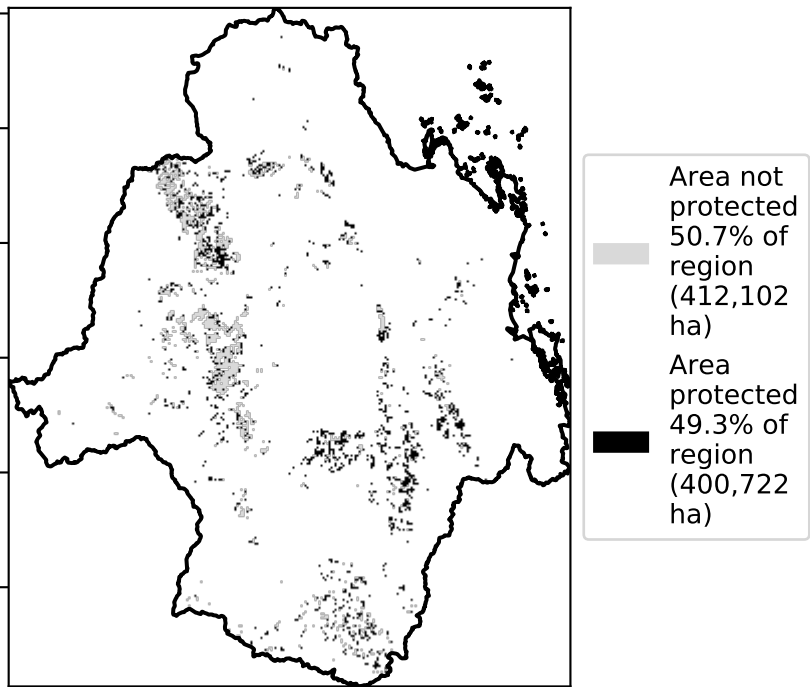 Area not
protected
50.7% of
region
(412,102
ha)
Area
protected
49.3% of
region
(400,722
ha)